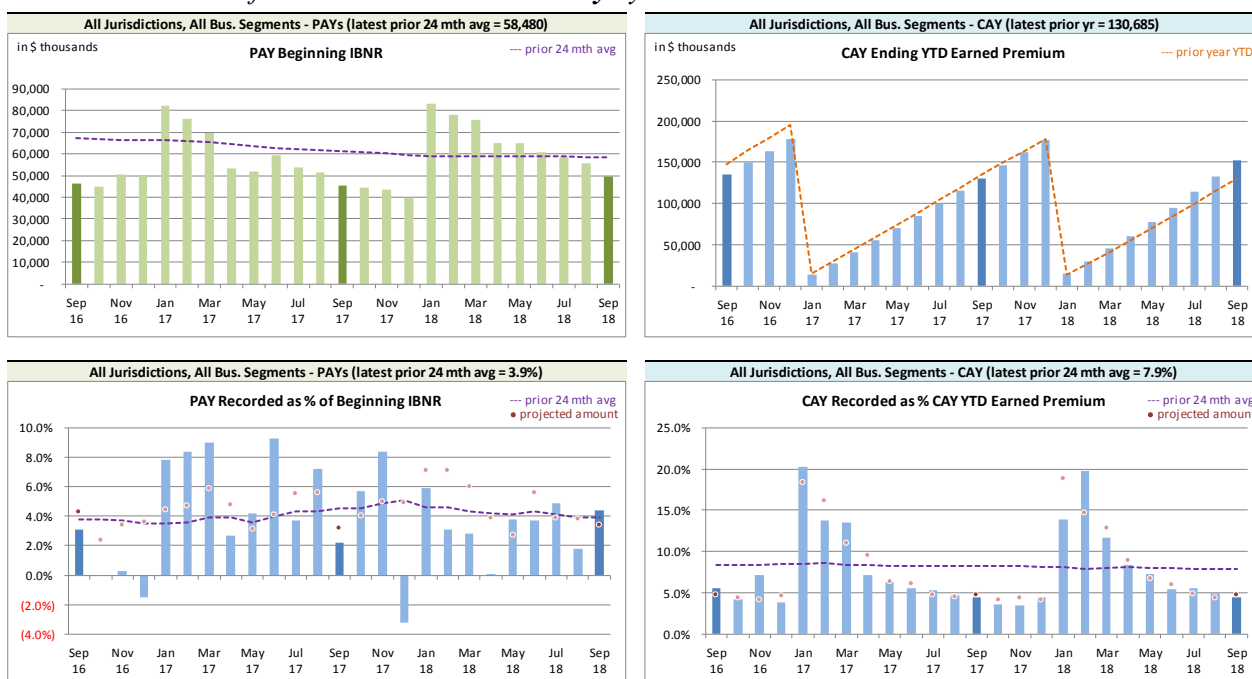 All Jurisdictions, All Bus. Segments - PAYs (latest prior 24 mth avg = 58,480)
in $ thousands
PAY Beginning IBNR
--- prior 24 mth avg
90,000
80,000
70,000
60,000
50,000
40,000
30,000
20,000
10,000
-
Sep Nov Jan Mar May Jul Sep Nov Jan Mar May Jul Sep
16 16 17 17 17 17 17 17 18 18 18 18 18
All Jurisdictions, All Bus. Segments - CAY (latest prior yr = 130,685)
in $ thousands
CAY Ending YTD Earned Premium
--- prior year YTD
250,000
200,000
150,000
100,000
50,000
-
Sep Nov Jan Mar May Jul Sep Nov Jan Mar May Jul Sep
16 16 17 17 17 17 17 17 18 18 18 18 18
All Jurisdictions, All Bus. Segments - PAYs (latest prior 24 mth avg = 3.9%)
PAY Recorded as % of Beginning IBNR
--- prior 24 mth avg
● projected amount
10.0%
8.0%
6.0%
4.0%
2.0%
0.0%
(2.0%)
(4.0%)
Sep Nov Jan Mar May Jul Sep Nov Jan Mar May Jul Sep
16 16 17 17 17 17 17 17 18 18 18 18 18
All Jurisdictions, All Bus. Segments - CAY (latest prior 24 mth avg = 7.9%)
CAY Recorded as % CAY YTD Earned Premium
--- prior 24 mth avg
● projected amount
25.0%
20.0%
15.0%
10.0%
5.0%
0.0%
Sep Nov Jan Mar May Jul Sep Nov Jan Mar May Jul Sep
16 16 17 17 17 17 17 17 18 18 18 18 18